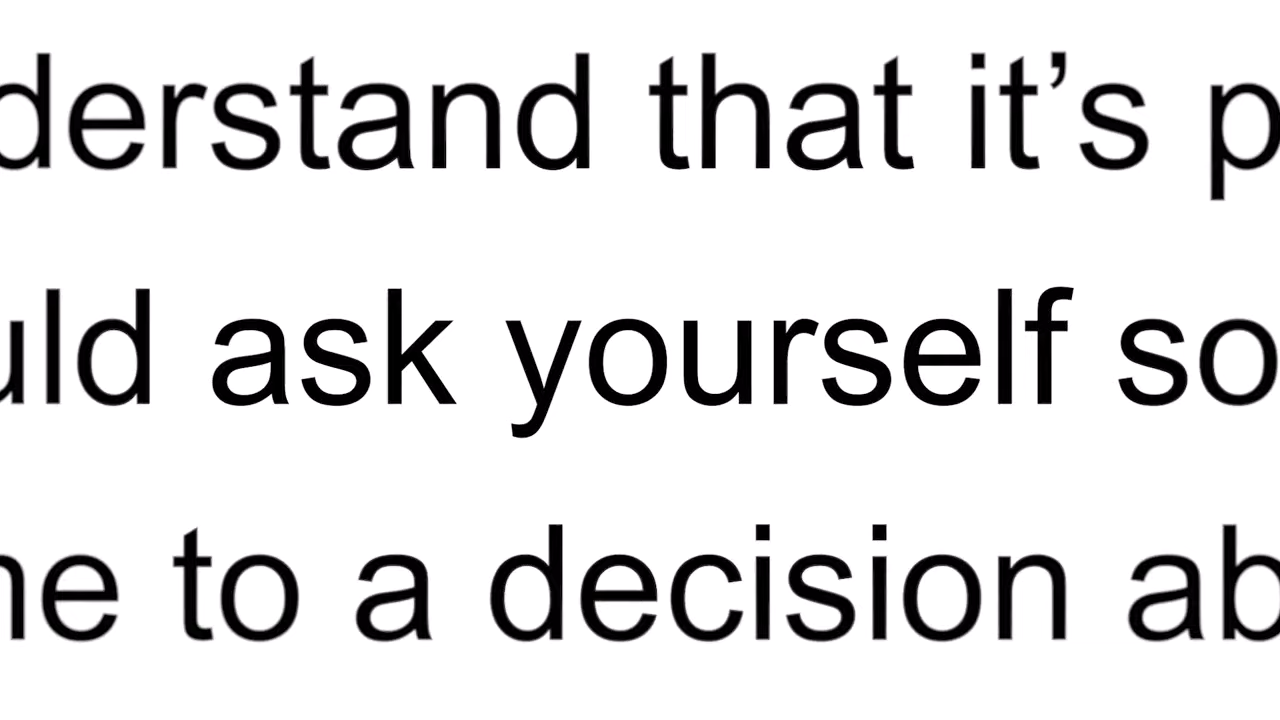 derstand that it’s p
uld ask yourself so
ne to a decision ab